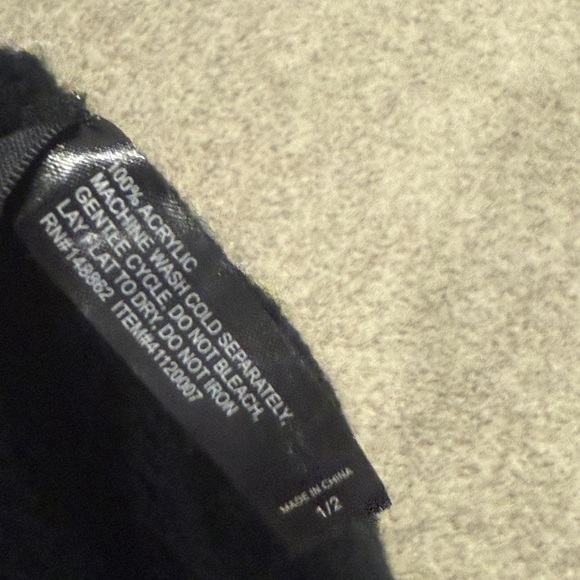 100% ACRYLIC
MACHINE WASH COLD SEPARATELY,
GENTLE CYCLE. DO NOT BLEACH,
LAY FLAT TO DRY, DO NOT IRON
RN#148862 ITEM#41120007
MADE IN CHINA
1/2